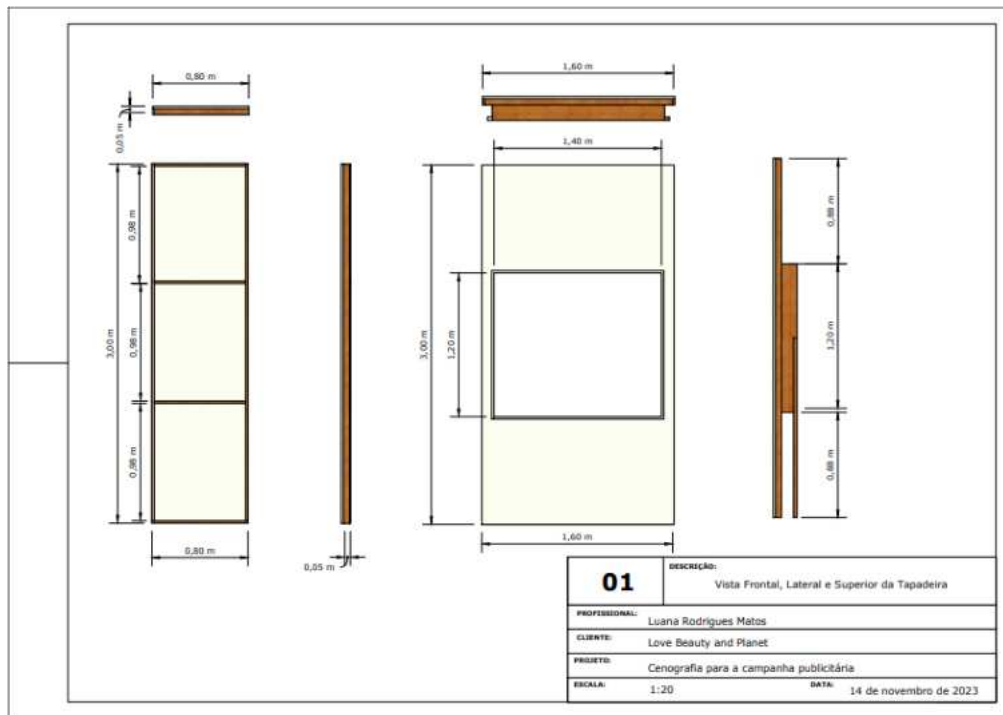 0,80 m
0,05 m
3,00 m
0,98 m
0,98 m
0,98 m
0,80 m
0,05 m
1,60 m
1,40 m
3,00 m
1,20 m
1,60 m
0,88 m
1,20 m
0,88 m
01
DESCRIÇÃO:
Vista Frontal, Lateral e Superior da Tapadeira
PROFISSIONAL: Luana Rodrigues Matos
CLIENTE: Love Beauty and Planet
PROJETO: Cenografia para a campanha publicitária
ESCALA: 1:20 DATA: 14 de novembro de 2023